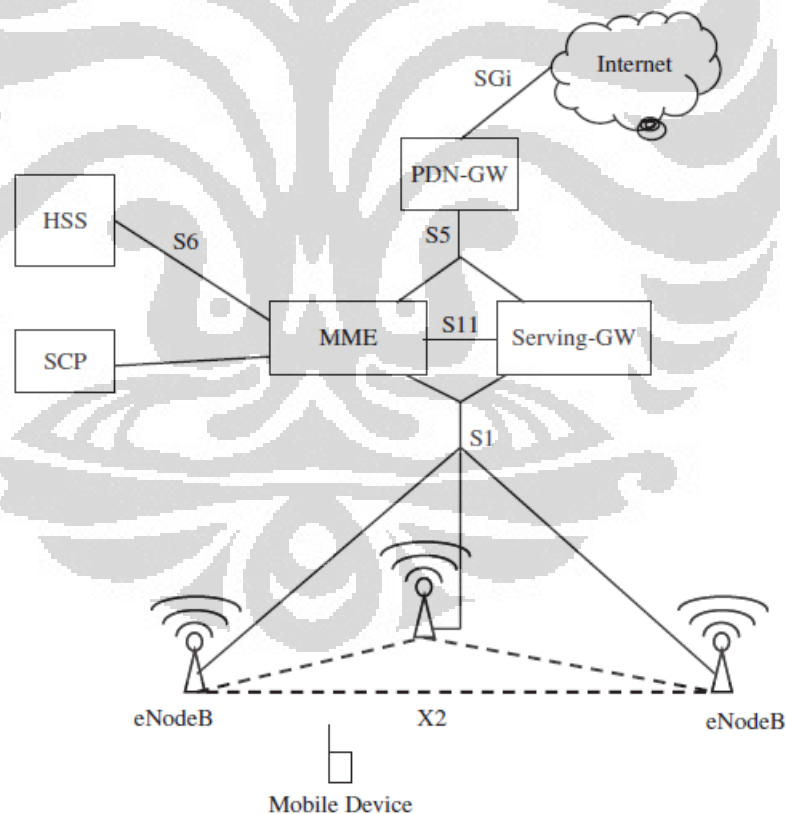 Internet
SGi
PDN-GW
HSS
S6
S5
MME
S11
Serving-GW
SCP
S1
eNodeB
X2
eNodeB
Mobile Device